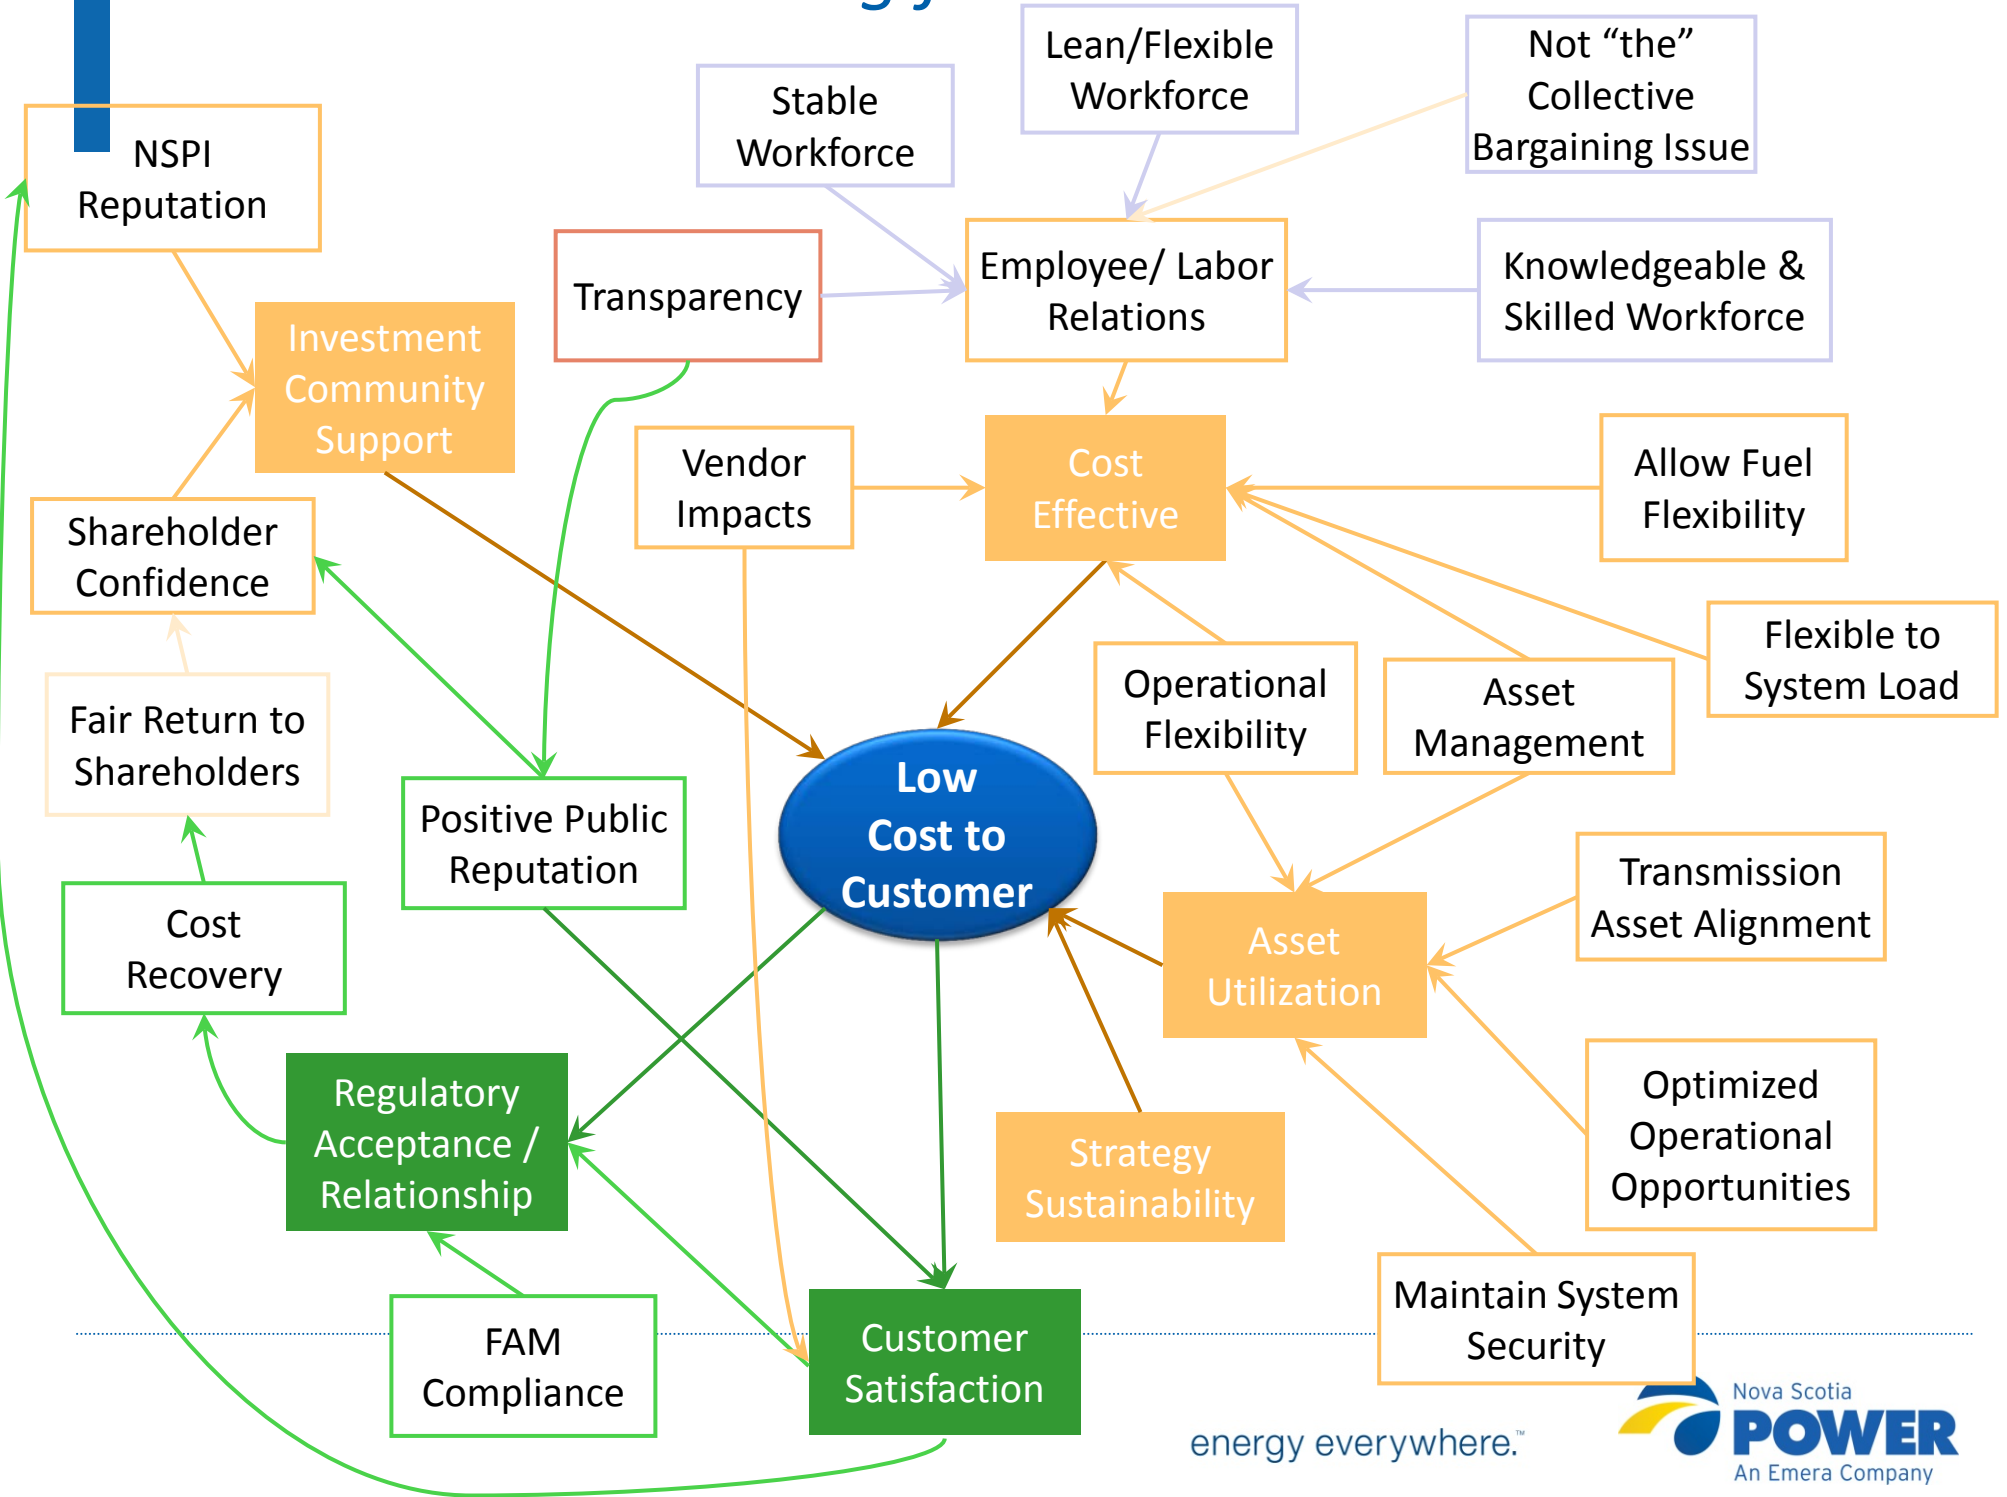 Lean/Flexible
Workforce
Not “the”
Collective
Bargaining Issue
Stable
Workforce
NSPI
Reputation
Transparency
Employee/ Labor
Relations
Knowledgeable &
Skilled Workforce
Investment
Community
Support
Vendor
Impacts
Cost
Effective
Allow Fuel
Flexibility
Shareholder
Confidence
Flexible to
System Load
Operational
Flexibility
Asset
Management
Fair Return to
Shareholders
Positive Public
Reputation
Low
Cost to
Customer
Transmission
Asset Alignment
Cost
Recovery
Asset
Utilization
Regulatory
Acceptance /
Relationship
Strategy
Sustainability
Optimized
Operational
Opportunities
Maintain System
Security
FAM
Compliance
Customer
Satisfaction
energy everywhere.™
Nova Scotia
POWER
An Emera Company